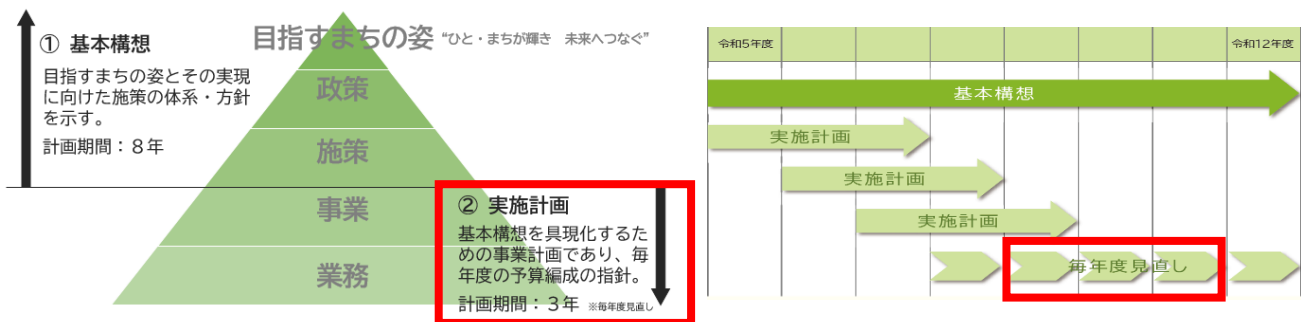 ① 基本構想
目指すまちの姿とその実現
に向けた施策の体系・方針
を示す。
計画期間：８年
目指すまちの姿 “ひと・まちが輝き　未来へつなぐ”
政策
施策
事業
業務
② 実施計画
基本構想を具現化するた
めの事業計画であり、毎
年度の予算編成の指針。
計画期間：３年 ※毎年度見直し
令和5年度
令和12年度
基本構想
実施計画
実施計画
実施計画
毎年度見直し